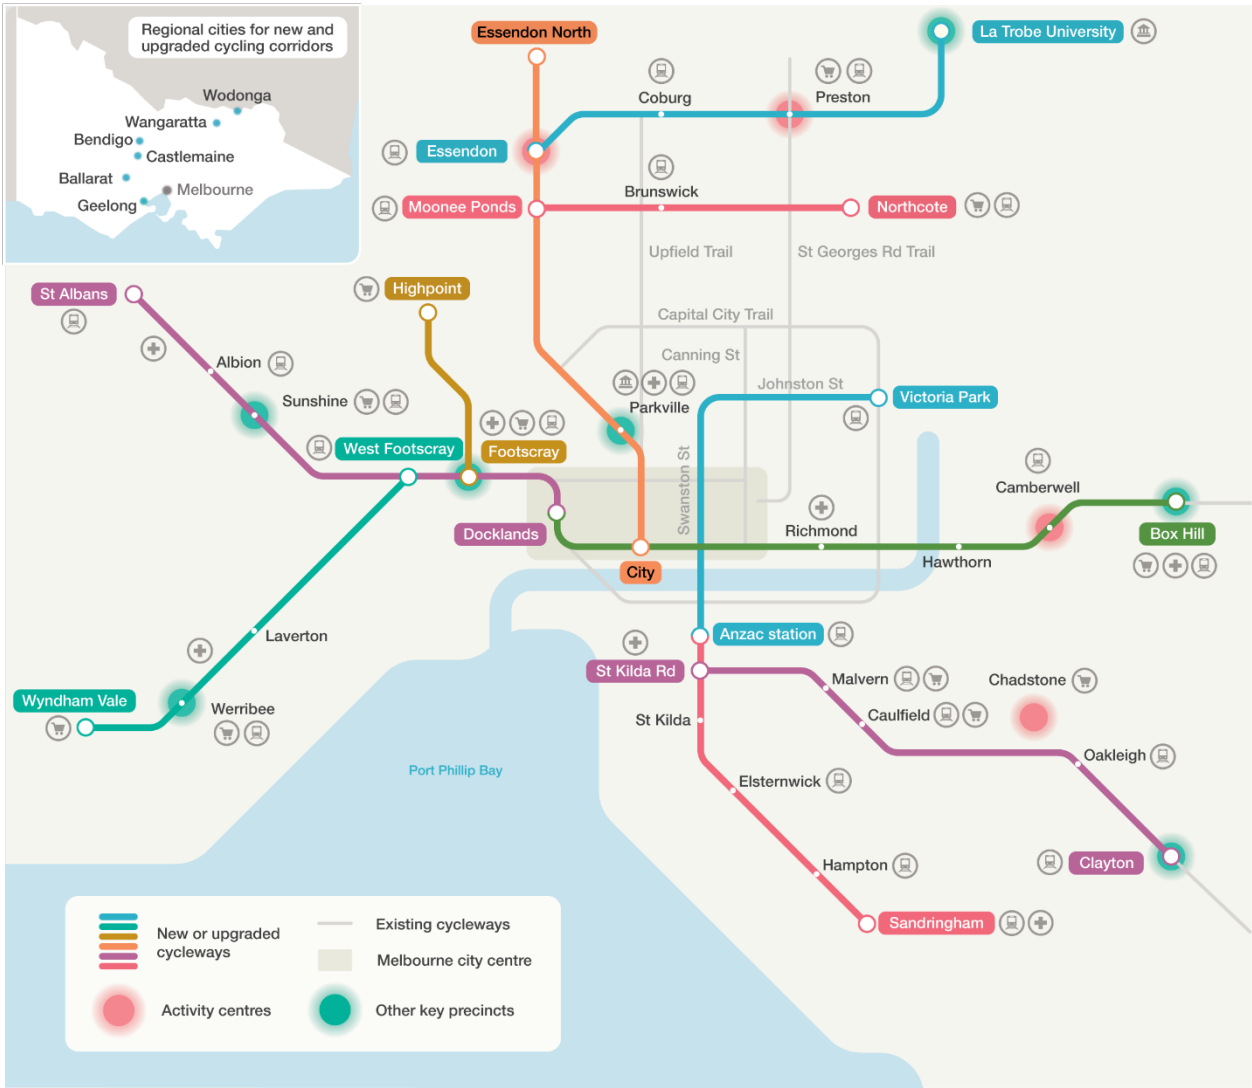 Regional cities for new and
upgraded cycling corridors
Wodonga
Wangaratta
Bendigo
Castlemaine
Ballarat
Melbourne
Geelong
Essendon North
La Trobe University
Coburg
Preston
Essendon
Brunswick
Moonee Ponds
Northcote
Upfield Trail
St Georges Rd Trail
St Albans
Highpoint
Capital City Trail
Canning St
Albion
Johnston St
Sunshine
Parkville
Victoria Park
West Footscray
Footscray
Swanston St
Camberwell
Docklands
Richmond
Box Hill
City
Hawthorn
Laverton
Anzac station
St Kilda Rd
Malvern
Chadstone
Wyndham Vale
Werribee
St Kilda
Caulfield
Oakleigh
Port Phillip Bay
Elsternwick
Hampton
Clayton
Sandringham
New or upgraded
cycleways
Existing cycleways
Melbourne city centre
Activity centres
Other key precincts